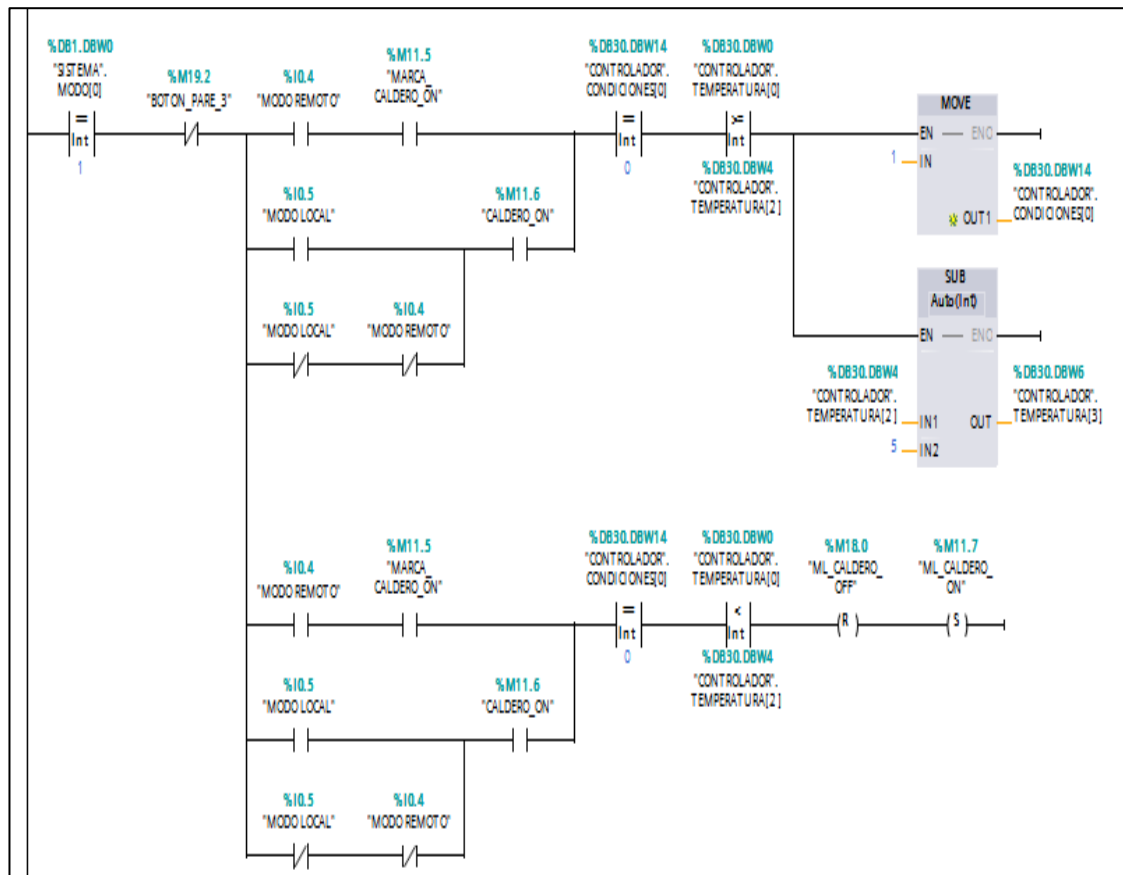 %DB1.DBW0
"SISTEMA".
MODO[0]
=
Int
1
%M19.2
"BOTON_PARE_3"
%I0.4
"MODO REMOTO"
%M11.5
"MARCA_
CALDERO_ON"
%DB30.DBW14
"CONTROLADOR".
CONDICIONES[0]
=
Int
0
%DB30.DBW0
"CONTROLADOR".
TEMPERATURA[0]
>=
Int
%DB30.DBW4
"CONTROLADOR".
TEMPERATURA[2]
MOVE
EN
ENO
1
IN
OUT1
%DB30.DBW14
"CONTROLADOR".
CONDICIONES[0]
%I0.5
"MODO LOCAL"
%M11.6
"CALDERO_ON"
%I0.5
"MODO LOCAL"
%I0.4
"MODO REMOTO"
SUB
Auto (Int)
EN
ENO
%DB30.DBW4
"CONTROLADOR".
TEMPERATURA[2]
IN1
5
IN2
OUT
%DB30.DBW6
"CONTROLADOR".
TEMPERATURA[3]
%I0.4
"MODO REMOTO"
%M11.5
"MARCA_
CALDERO_ON"
%DB30.DBW14
"CONTROLADOR".
CONDICIONES[0]
=
Int
0
%DB30.DBW0
"CONTROLADOR".
TEMPERATURA[0]
<
Int
%DB30.DBW4
"CONTROLADOR".
TEMPERATURA[2]
%M18.0
"ML_CALDERO_
OFF"
R
%M11.7
"ML_CALDERO_
ON"
S
%I0.5
"MODO LOCAL"
%M11.6
"CALDERO_ON"
%I0.5
"MODO LOCAL"
%I0.4
"MODO REMOTO"